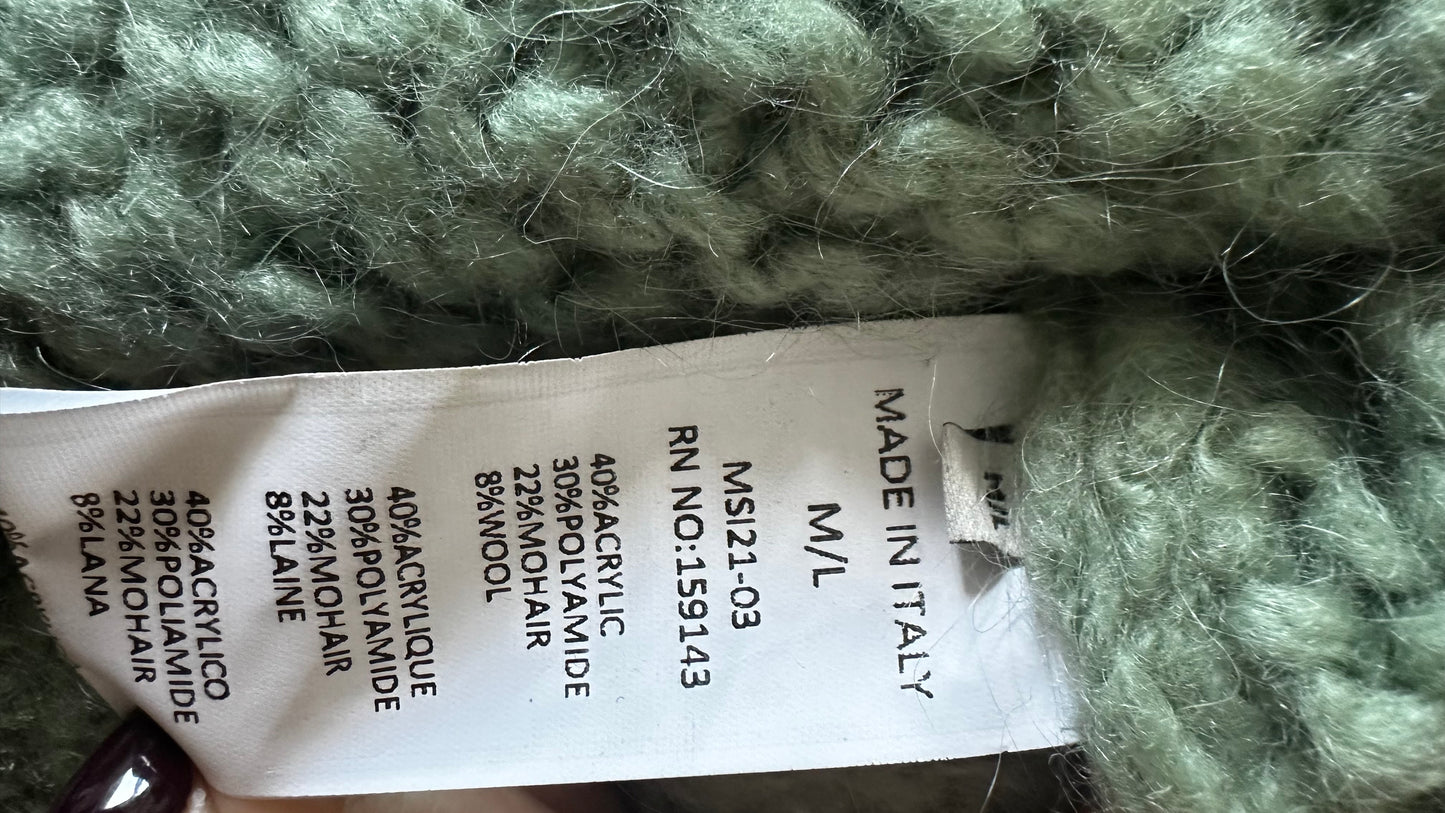 M/L
MADE IN ITALY
M/L
MSI21-03
RN NO:159143
40%ACRYLIC
30%POLYAMIDE
22%MOHAIR
8%WOOL
40%ACRYLIQUE
30%POLYAMIDE
22%MOHAIR
8%LAINE
40%ACRYLICO
30%POLIAMIDE
22%MOHAIR
8%LANA